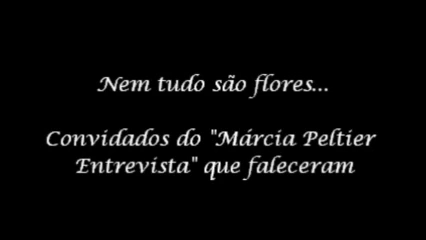 Nem tudo são flores...
Convidados do "Márcia Peltier
Entrevista" que faleceram